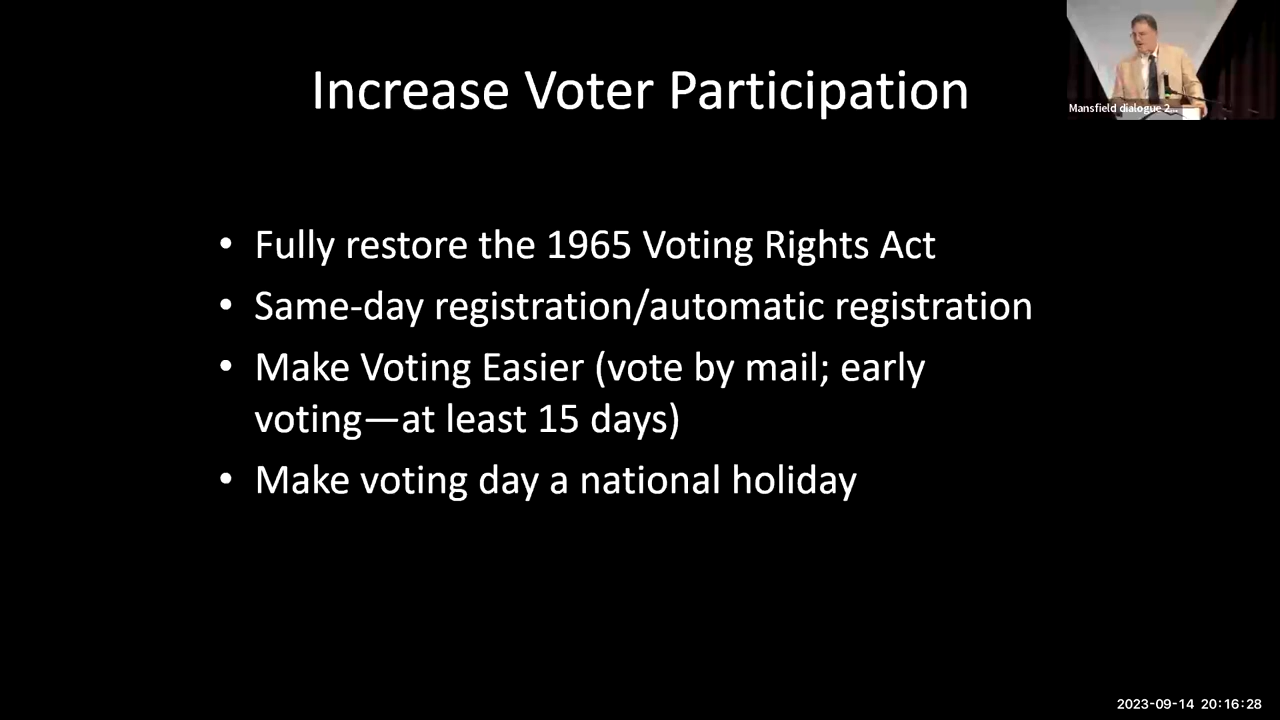 Increase Voter Participation
Mansfield dialogue 2...
• Fully restore the 1965 Voting Rights Act
• Same-day registration/automatic registration
• Make Voting Easier (vote by mail; early
voting—at least 15 days)
• Make voting day a national holiday
2023-09-14 20:16:28